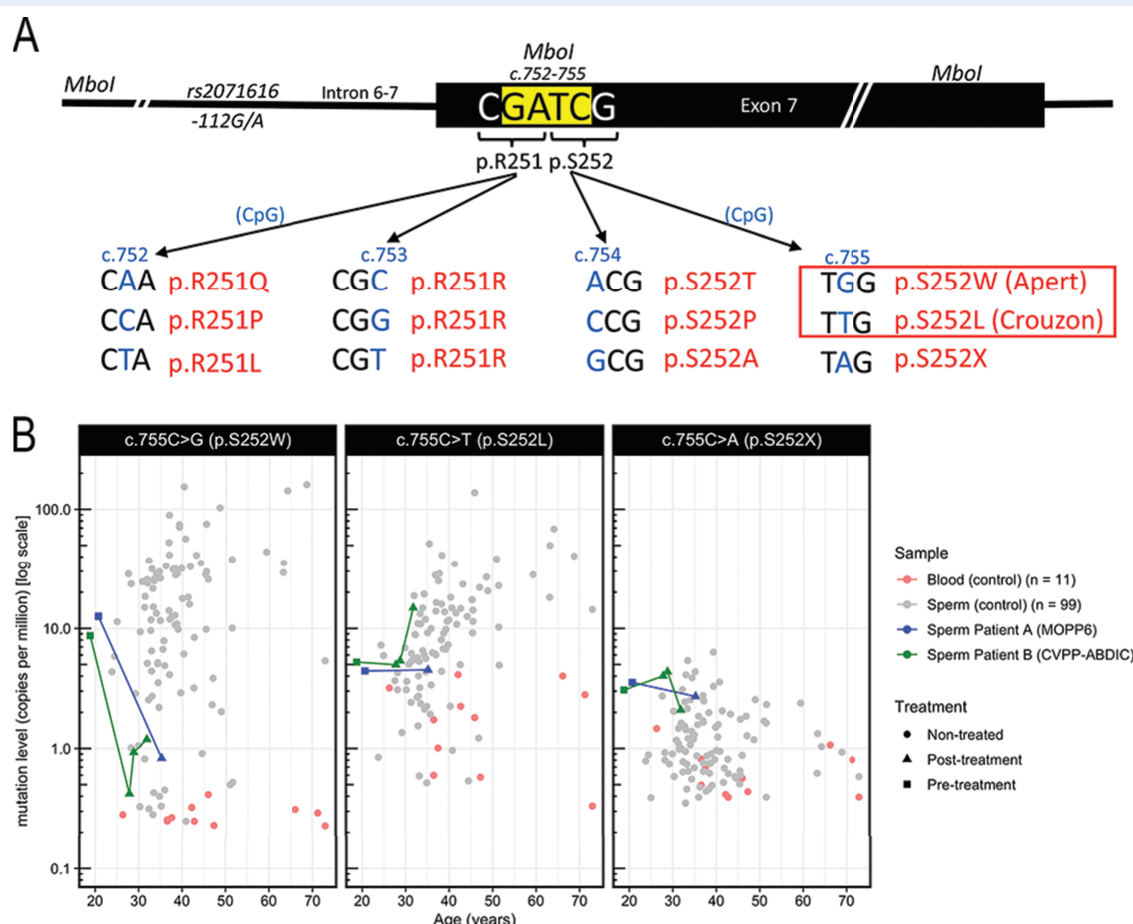 A
MboI
MboI
c.752-755
MboI
rs2071616
-112G/A
Intron 6-7
CGATCG
Exon 7
p.R251 p.S252
(CpG)
(CpG)
c.752
c.753
c.754
c.755
CAA p.R251Q
CGC p.R251R
ACG p.S252T
TGG p.S252W (Apert)
CCA p.R251P
CGG p.R251R
CCG p.S252P
TTG p.S252L (Crouzon)
CTA p.R251L
CGT p.R251R
GCG p.S252A
TAG p.S252X
B
c.755C>G (p.S252W)
c.755C>T (p.S252L)
c.755C>A (p.S252X)
mutation level (copies per million) [log scale]
100.0
10.0
1.0
0.1
20 30 40 50 60 70
20 30 40 50 60 70
20 30 40 50 60 70
Age (years)
Sample
Blood (control) (n = 11)
Sperm (control) (n = 99)
Sperm Patient A (MOPP6)
Sperm Patient B (CVPP-ABDIC)
Treatment
Non-treated
Post-treatment
Pre-treatment